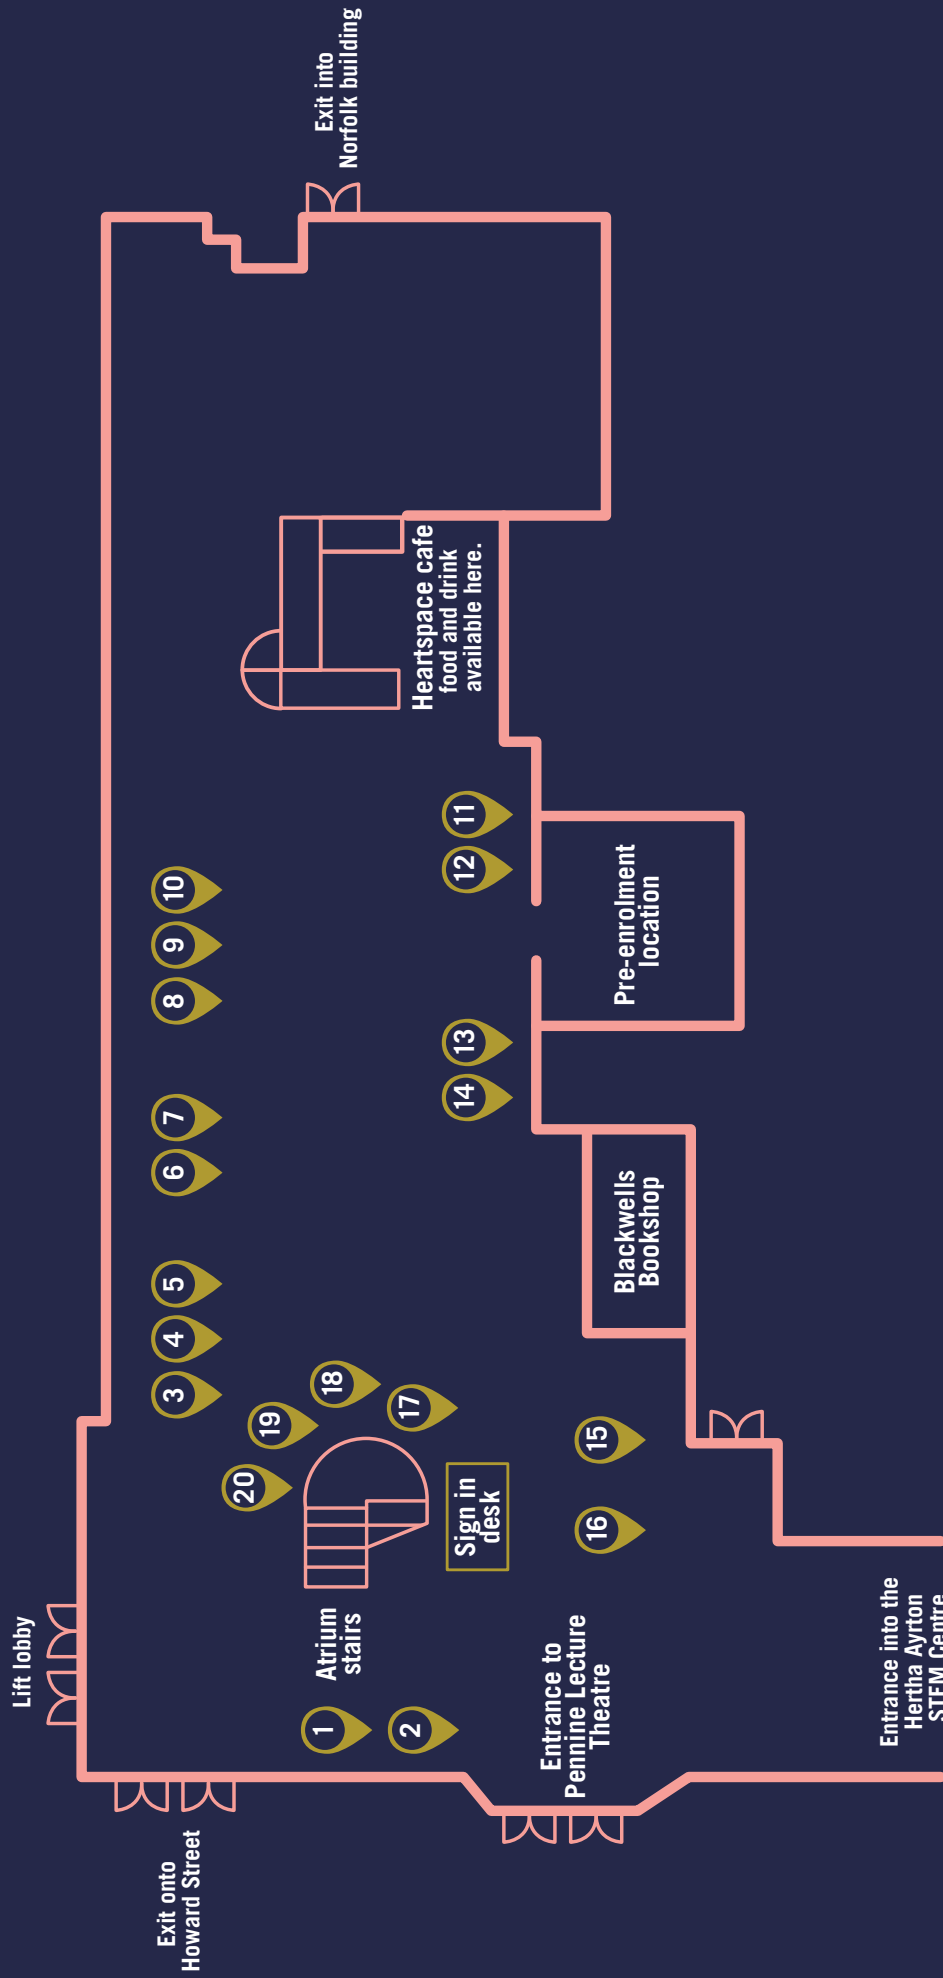 Lift lobby
Exit onto
Howard Street
Exit into
Norfolk building
Atrium
stairs
1
2
3
4
5
6
7
8
9
10
Heartspace cafe
food and drink
available here.
11
12
13
14
Pre-enrolment
location
Blackwells
Bookshop
15
16
17
18
19
20
Sign in
desk
Entrance to
Pennine Lecture
Theatre
Entrance into the
Hertha Ayrton
STEM Centre